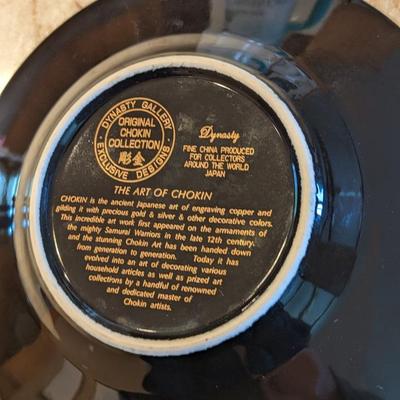 DYNASTY GALLERY
ORIGINAL
CHOKIN
COLLECTION
彫金
EXCLUSIVE DESIGNS
Dynasty
FINE CHINA PRODUCED
FOR COLLECTORS
AROUND THE WORLD
JAPAN
THE ART OF CHOKIN
CHOKIN is the ancient Japanese art of engraving copper and
gilding it with precious gold & silver & other decorative colors.
This incredible art work first appeared on the armaments of
the mighty Samurai Warriors in the late 12th century.
and the stunning Chokin Art has been handed down
from generation to generation. Today it has
evolved into an art of decorating various
household articles as well as prized art
collections by a handful of renowned
and dedicated master of
Chokin artists.